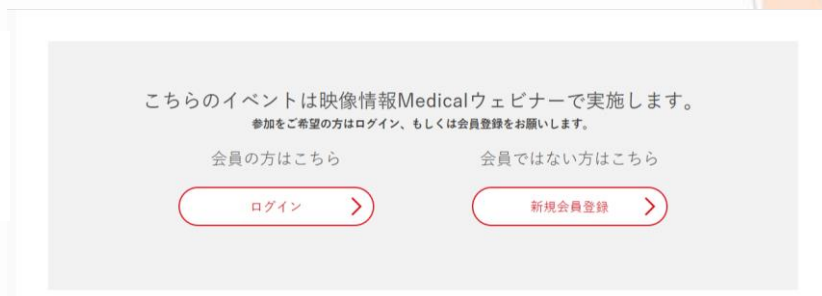 こちらのイベントは映像情報Medicalウェビナーで実施します。
参加をご希望の方はログイン、もしくは会員登録をお願いします。
会員の方はこちら
会員ではない方はこちら
ログイン
新規会員登録